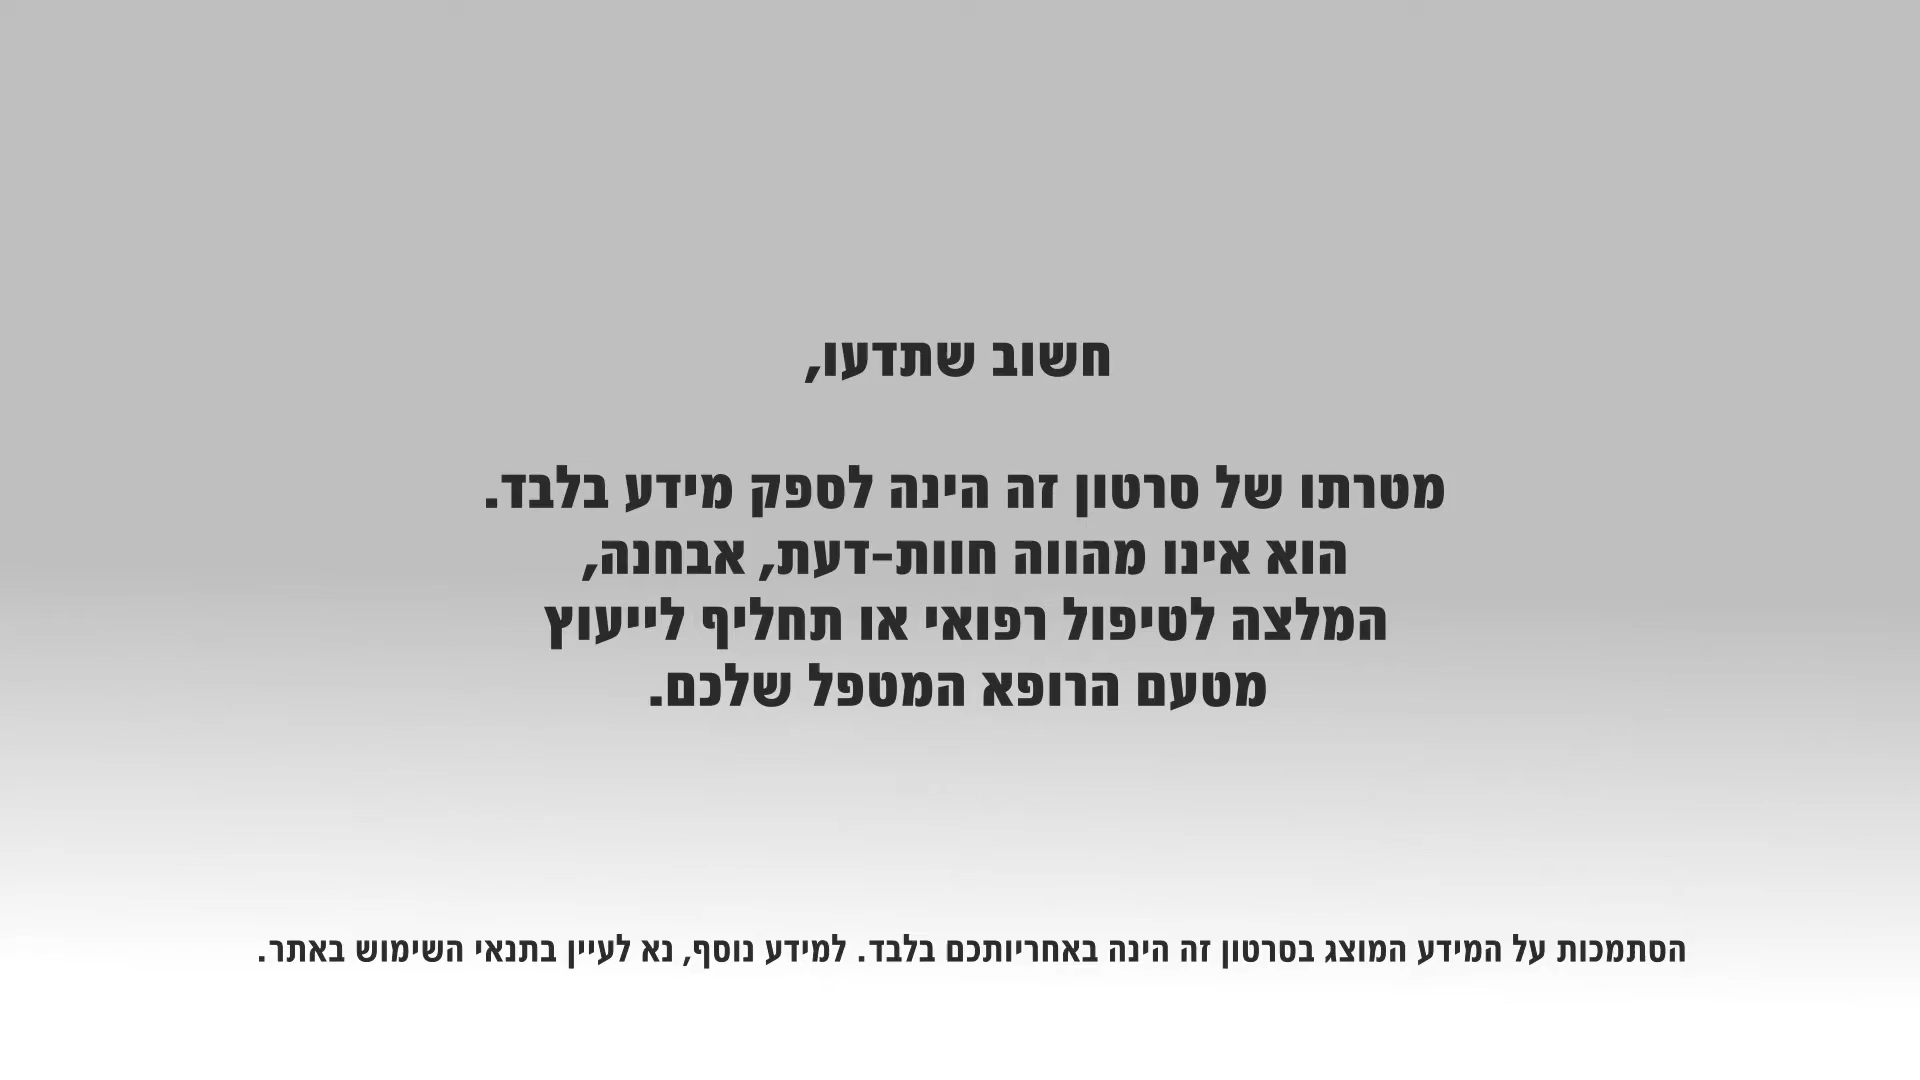 חשוב שתדעו,
מטרתו של סרטון זה הינה לספק מידע בלבד.
הוא אינו מהווה חוות-דעת, אבחנה,
המלצה לטיפול רפואי או תחליף לייעוץ
מטעם הרופא המטפל שלכם.
הסתמכות על המידע המוצג בסרטון זה הינה באחריותכם בלבד. למידע נוסף, נא לעיין בתנאי השימוש באתר.